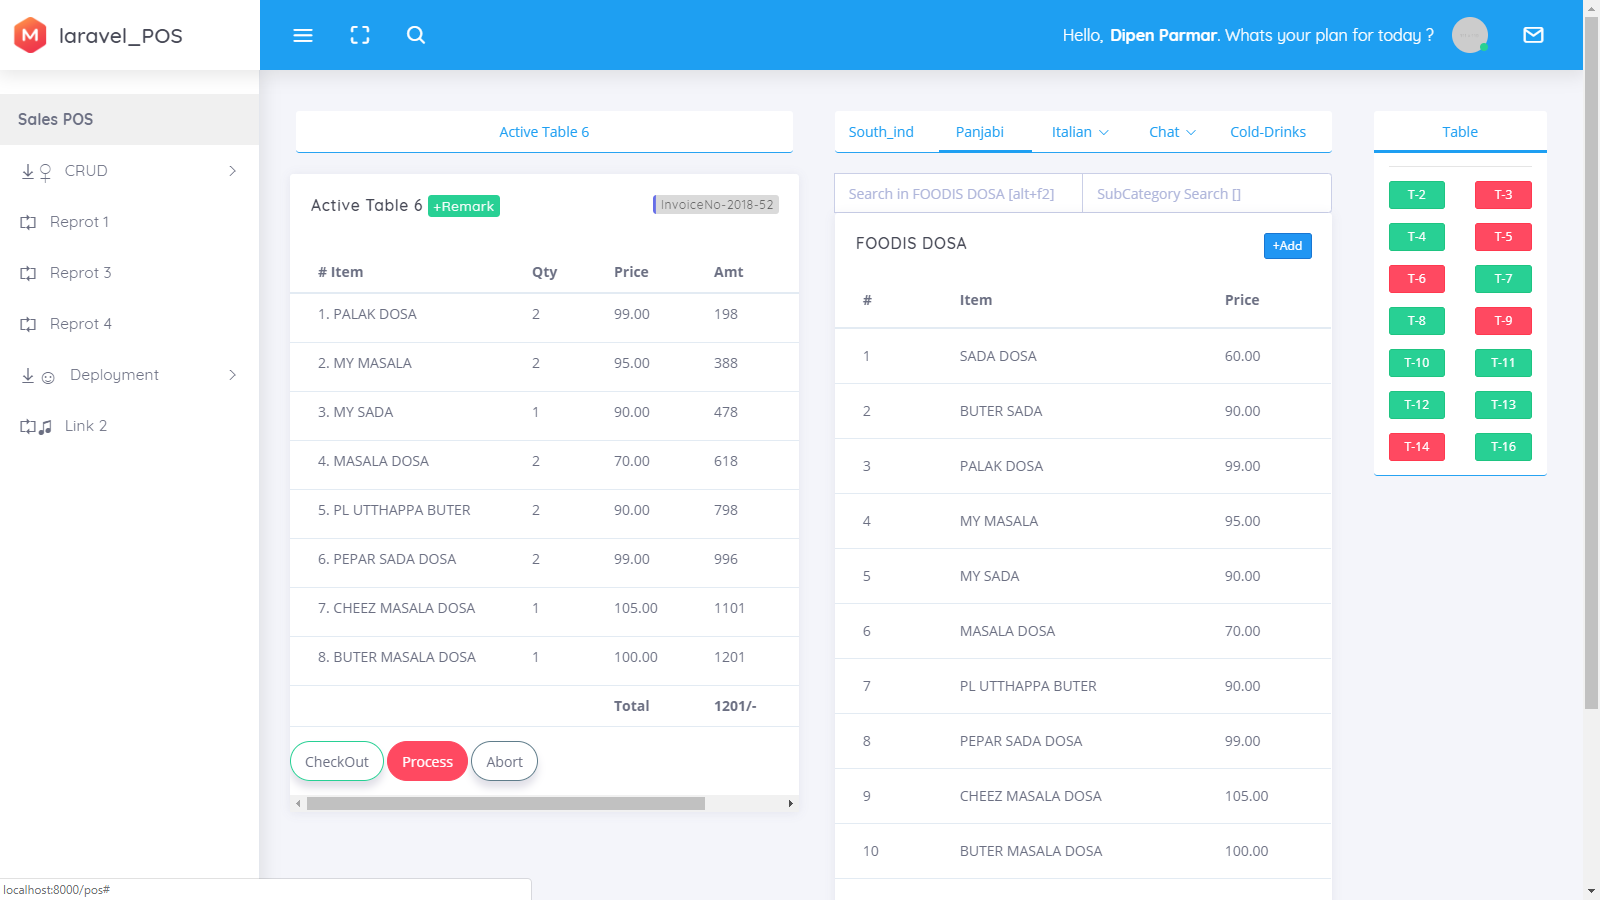 M laravel_POS
Hello, Dipen Parmar. Whats your plan for today ?
Sales POS
CRUD
Reprot 1
Reprot 3
Reprot 4
Deployment
Link 2
Active Table 6
Active Table 6 +Remark InvoiceNo-2018-52
# Item Qty Price Amt
1. PALAK DOSA 2 99.00 198
2. MY MASALA 2 95.00 388
3. MY SADA 1 90.00 478
4. MASALA DOSA 2 70.00 618
5. PL UTTHAPPA BUTER 2 90.00 798
6. PEPAR SADA DOSA 2 99.00 996
7. CHEEZ MASALA DOSA 1 105.00 1101
8. BUTER MASALA DOSA 1 100.00 1201
Total 1201/-
CheckOut Process Abort
South_ind Panjabi Italian Chat Cold-Drinks
Search in FOODIS DOSA [alt+f2] SubCategory Search []
FOODIS DOSA +Add
# Item Price
1 SADA DOSA 60.00
2 BUTER SADA 90.00
3 PALAK DOSA 99.00
4 MY MASALA 95.00
5 MY SADA 90.00
6 MASALA DOSA 70.00
7 PL UTTHAPPA BUTER 90.00
8 PEPAR SADA DOSA 99.00
9 CHEEZ MASALA DOSA 105.00
10 BUTER MASALA DOSA 100.00
Table
T-2 T-3
T-4 T-5
T-6 T-7
T-8 T-9
T-10 T-11
T-12 T-13
T-14 T-16
localhost:8000/pos#